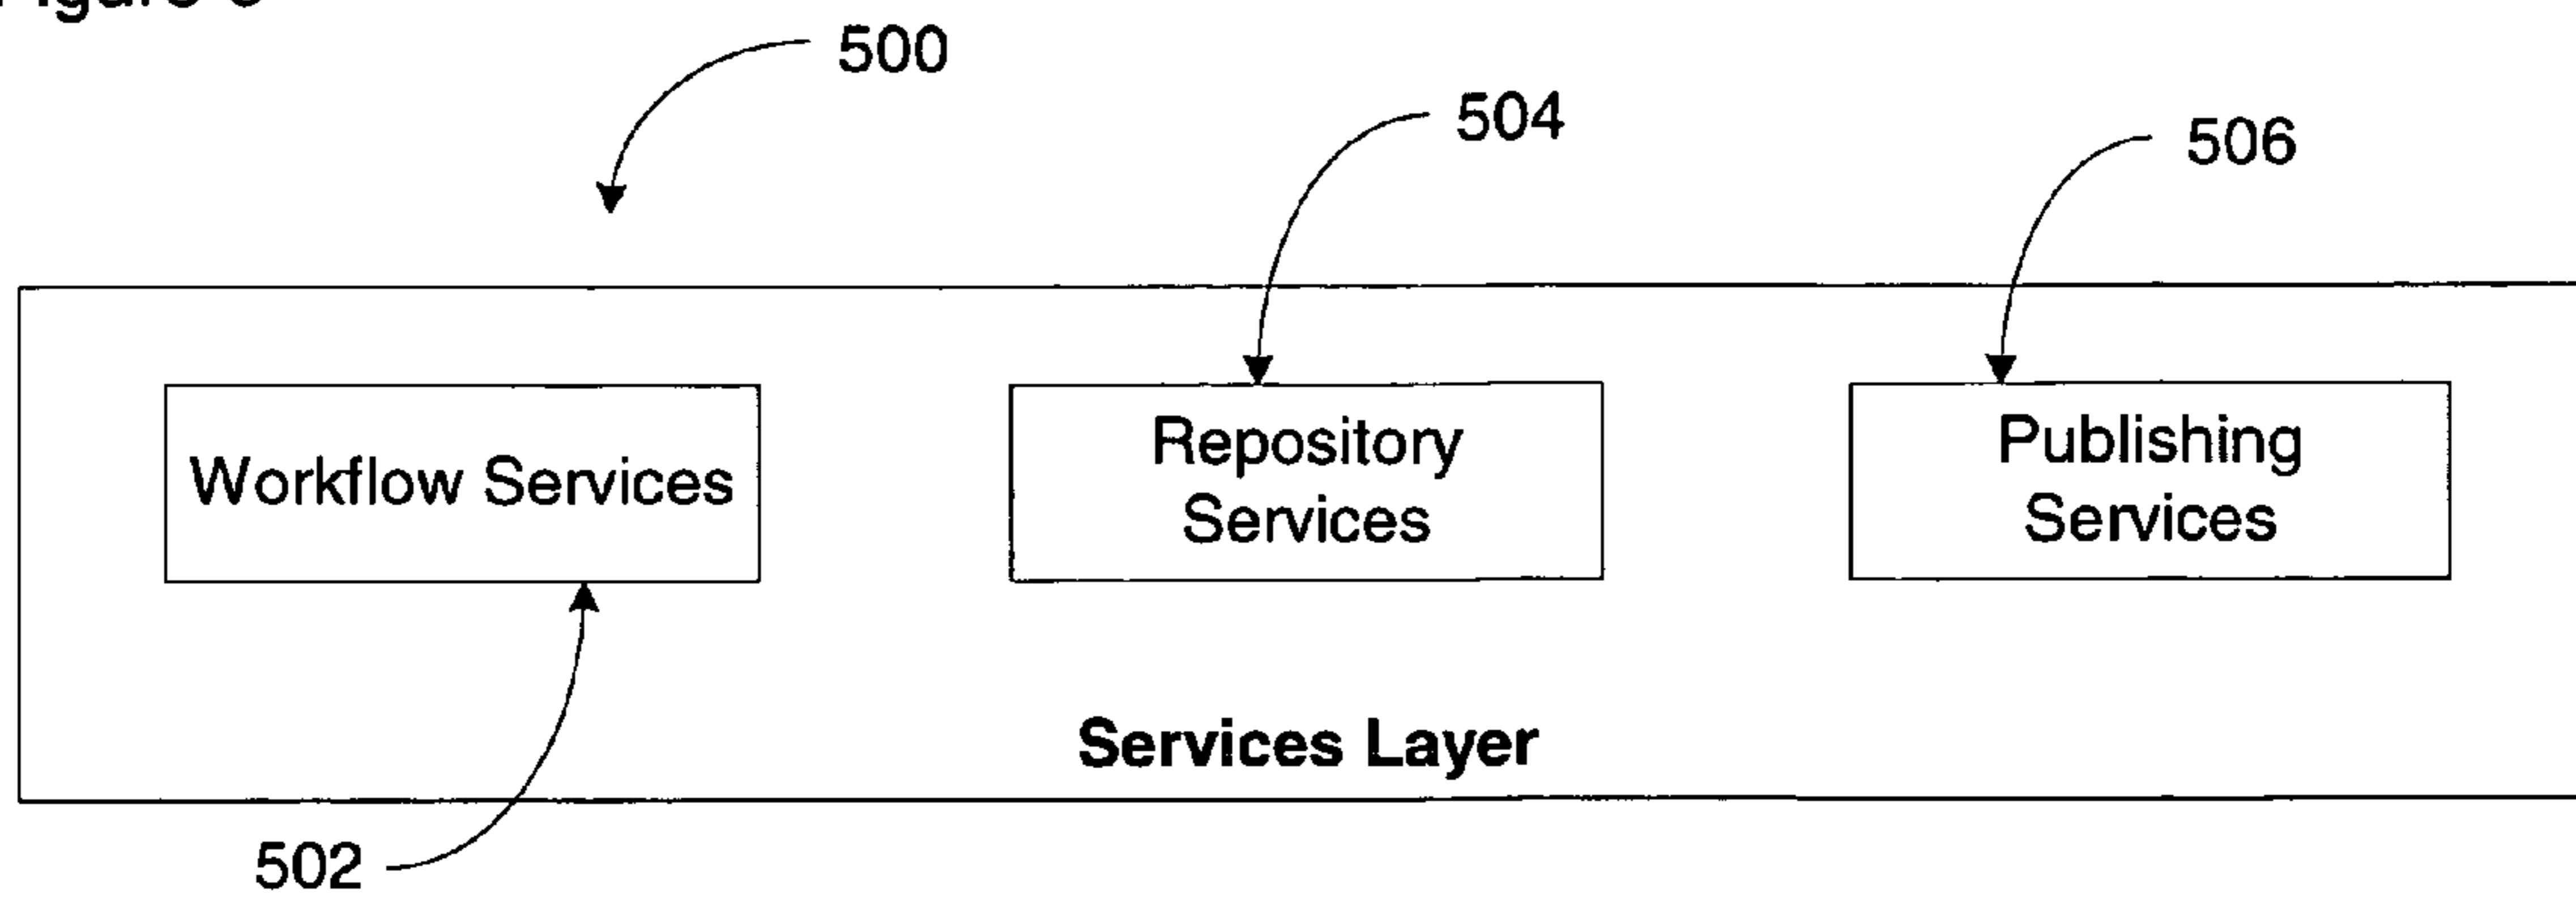 500
504
506
Workflow Services
Repository
Services
Publishing
Services
Services Layer
502